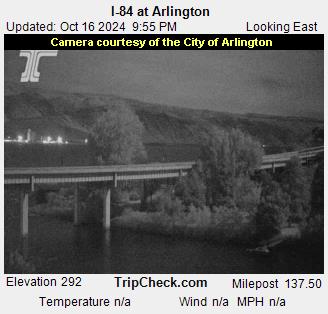 I-84 at Arlington
Updated: Oct 16 2024 9:55 PM Looking East
Camera courtesy of the City of Arlington
Elevation 292 TripCheck.com Milepost 137.50
Temperature n/a Wind n/a MPH n/a